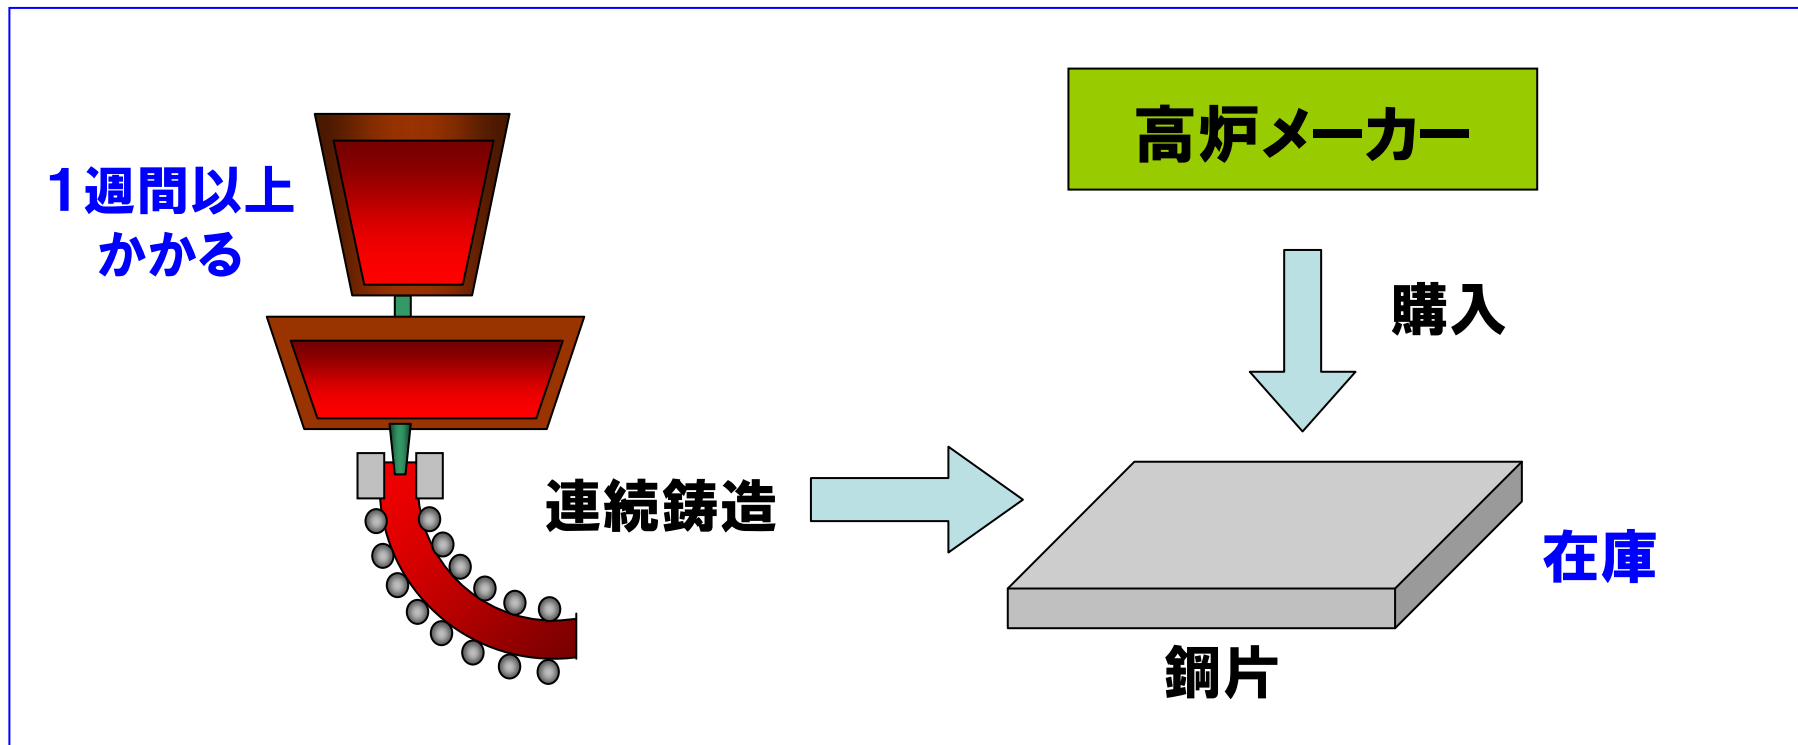 高炉メーカー
１週間以上
かかる
購入
連続鋳造
在庫
鋼片